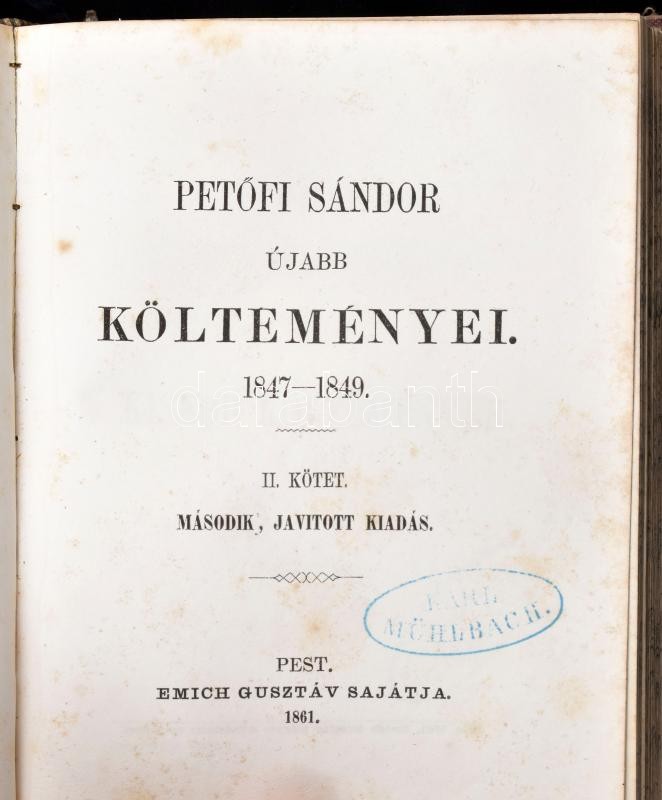 PETŐFI SÁNDOR
ÚJABB
KÖLTEMÉNYEI.
1847—1849.
darabanth
II. KÖTET.
MÁSODIK, JAVITOTT KIADÁS.
KARL
MÜHLBACH.
PEST.
EMICH GUSZTÁV SAJÁTJA.
1861.